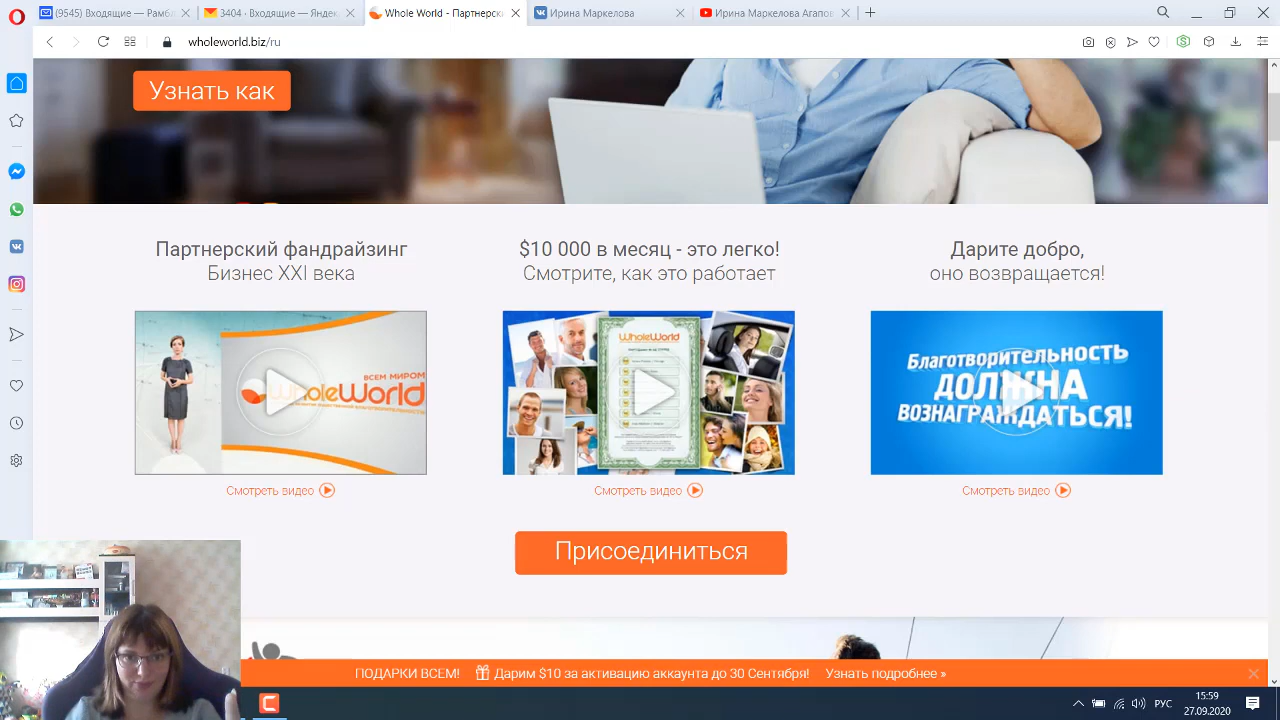 (9545) Входящие — Рамбл
3404 · Входящие — Яндекс
Whole World - Партнерск
Ирина Маркелова
Ирина Маркелова Агапов
wholeworld.biz/ru
Узнать как
Партнерский фандрайзинг
Бизнес XXI века
$10 000 в месяц - это легко!
Смотрите, как это работает
Дарите добро,
оно возвращается!
ВСЕМ МИРОМ
WholeWorld
WholeWorld
Благотворительность
ДОЛЖНА
ВОЗНАГРАЖДАТЬСЯ!
Смотреть видео
Смотреть видео
Смотреть видео
Присоединиться
ПОДАРКИ ВСЕМ! Дарим $10 за активацию аккаунта до 30 Сентября! Узнать подробнее »
РУС
15:59
27.09.2020